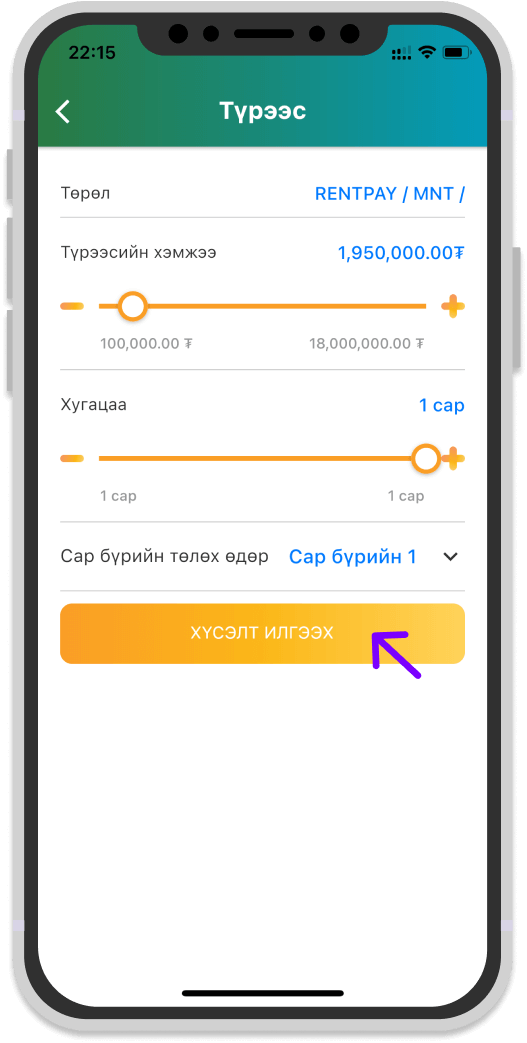 22:15
Түрээс
Төрөл RENTPAY / MNT /
Түрээсийн хэмжээ 1,950,000.00₮
100,000.00 ₮ 18,000,000.00 ₮
Хугацаа 1 сар
1 сар 1 сар
Сар бүрийн төлөх өдөр Сар бүрийн 1
ХҮСЭЛТ ИЛГЭЭХ